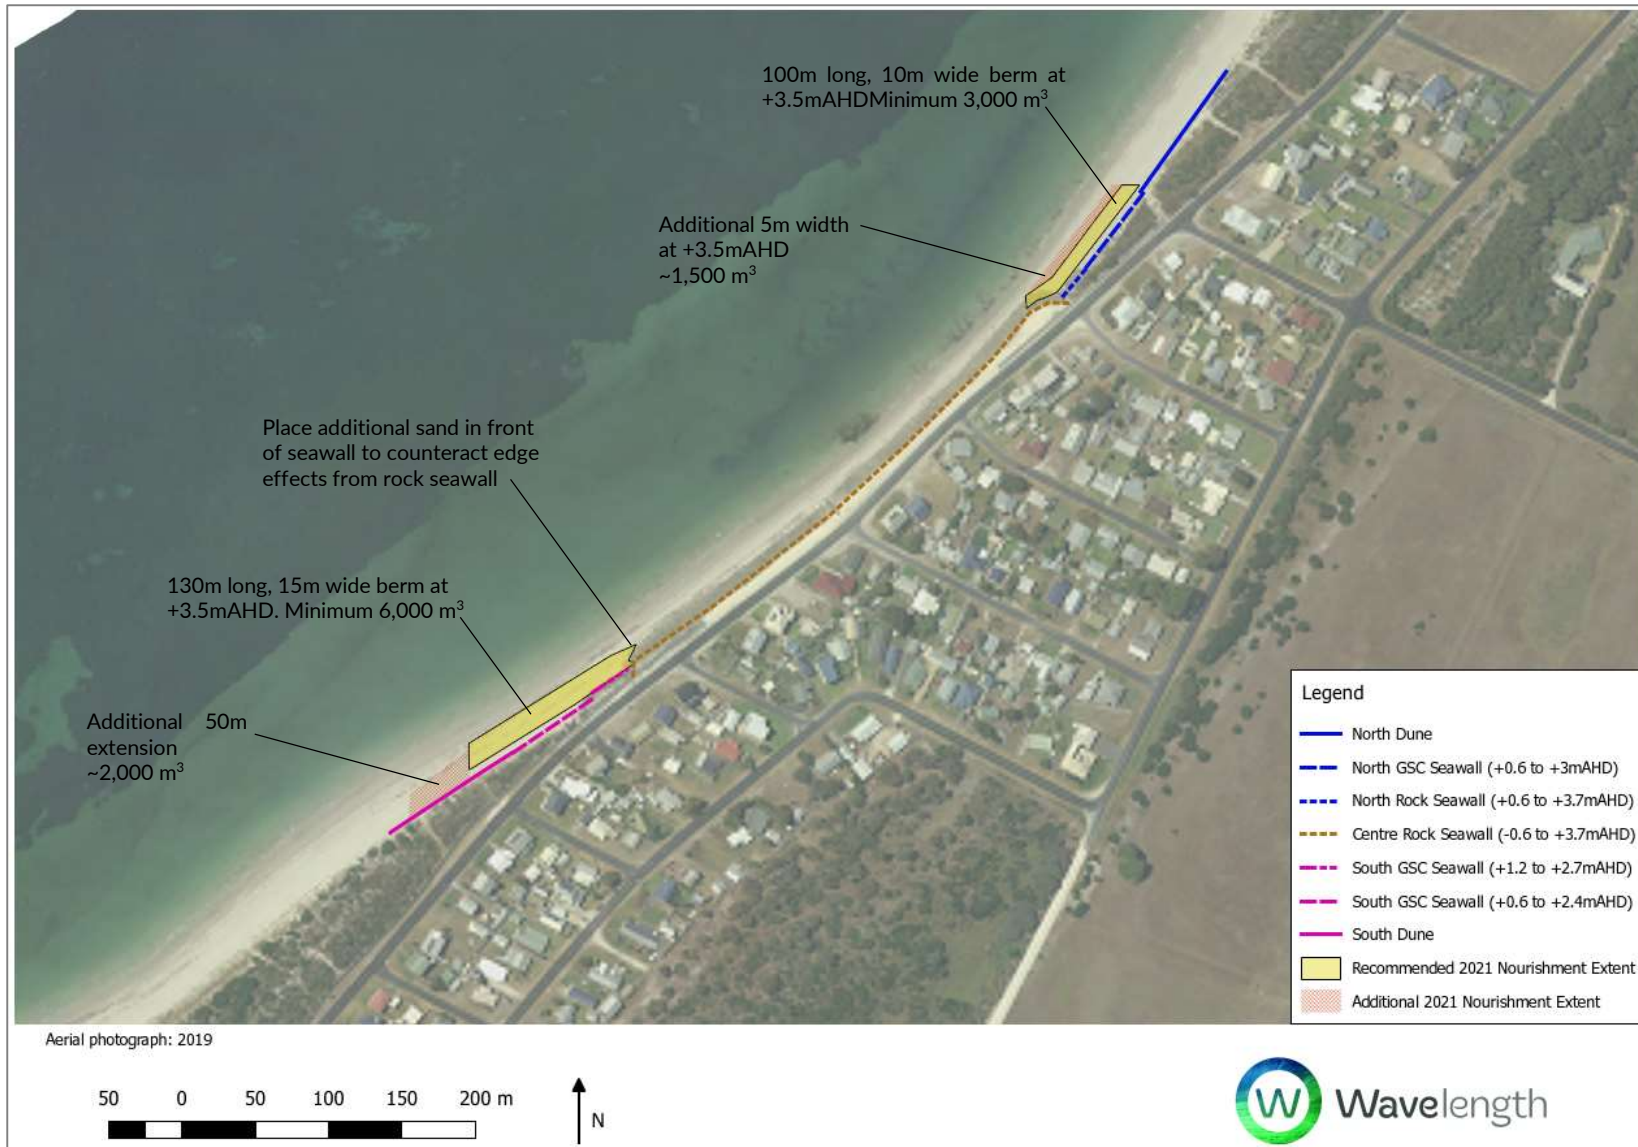 100m long, 10m wide berm at
+3.5mAHDMinimum 3,000 m³
Additional 5m width
at +3.5mAHD
~1,500 m³
Place additional sand in front
of seawall to counteract edge
effects from rock seawall
130m long, 15m wide berm at
+3.5mAHD. Minimum 6,000 m³
Additional 50m
extension
~2,000 m³
Legend
North Dune
North GSC Seawall (+0.6 to +3mAHD)
North Rock Seawall (+0.6 to +3.7mAHD)
Centre Rock Seawall (-0.6 to +3.7mAHD)
South GSC Seawall (+1.2 to +2.7mAHD)
South GSC Seawall (+0.6 to +2.4mAHD)
South Dune
Recommended 2021 Nourishment Extent
Additional 2021 Nourishment Extent
Aerial photograph: 2019
50 0 50 100 150 200 m
N
W Wavelength